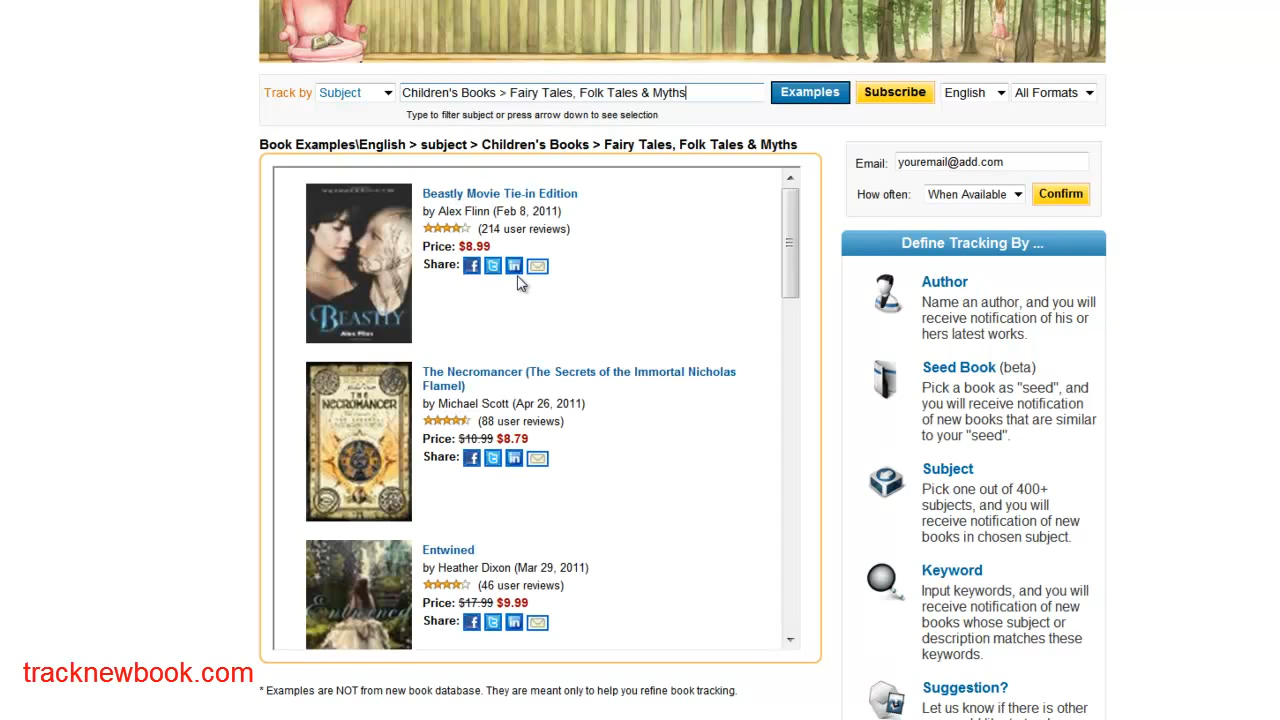 Track by Subject Children's Books > Fairy Tales, Folk Tales & Myths Examples Subscribe English All Formats
Type to filter subject or press arrow down to see selection
Book Examples\English > subject > Children's Books > Fairy Tales, Folk Tales & Myths
Beastly Movie Tie-in Edition
by Alex Flinn (Feb 8, 2011)
(214 user reviews)
Price: $8.99
Share:
BEASTLY
Alex Flinn
The Necromancer (The Secrets of the Immortal Nicholas
Flamel)
by Michael Scott (Apr 26, 2011)
(88 user reviews)
Price: $10.99 $8.79
Share:
THE
NECROMANCER
Entwined
by Heather Dixon (Mar 29, 2011)
(46 user reviews)
Price: $17.99 $9.99
Share:
Entwined
* Examples are NOT from new book database. They are meant only to help you refine book tracking.
Email: youremail@add.com
How often: When Available Confirm
Define Tracking By ...
Author
Name an author, and you will
receive notification of his or
hers latest works.
Seed Book (beta)
Pick a book as "seed", and
you will receive notification
of new books that are similar
to your "seed".
Subject
Pick one out of 400+
subjects, and you will
receive notification of new
books in chosen subject.
Keyword
Input keywords, and you will
receive notification of new
books whose subject or
description matches these
keywords.
Suggestion?
Let us know if there is other
tracknewbook.com